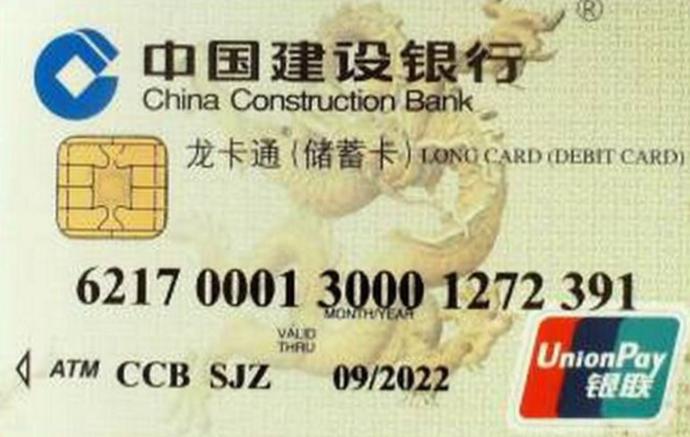 ®
中国建设银行
China Construction Bank
龙卡通(储蓄卡) LONG CARD (DEBIT CARD)
6217 0001 3000 1272 391
MONTH/YEAR
VALID
THRU
ATM CCB SJZ 09/2022
UnionPay
银联